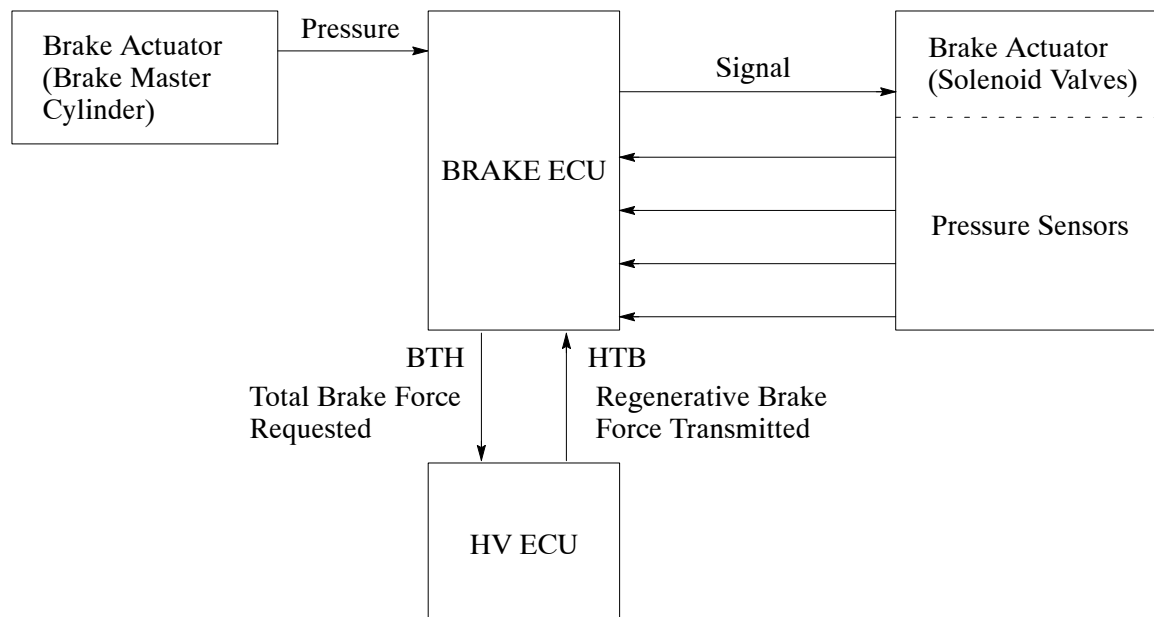 Brake Actuator
(Brake Master
Cylinder)
Pressure
BRAKE ECU
Signal
Brake Actuator
(Solenoid Valves)
Pressure Sensors
BTH
Total Brake Force
Requested
HTB
Regenerative Brake
Force Transmitted
HV ECU